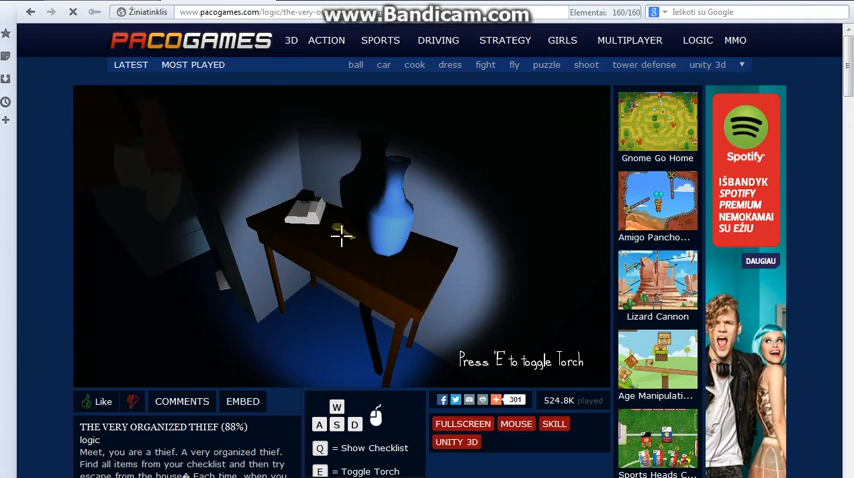 www.Bandicam.com
Žiniatinklis
www.pacogames.com/logic/the-very-o
Elementai: 160/160
Ieškoti su Google
PACOGAMES
3D ACTION SPORTS DRIVING STRATEGY GIRLS MULTIPLAYER LOGIC MMO
LATEST MOST PLAYED
ball car cook dress fight fly puzzle shoot tower defense unity 3d
Press 'E to toggle Torch
Gnome Go Home
Amigo Pancho...
Lizard Cannon
Age Manipulati...
Sports Heads C...
Spotify
IŠBANDYK
SPOTIFY
PREMIUM
NEMOKAMAI
SU EŽIU
DAUGIAU
Like
COMMENTS
EMBED
THE VERY ORGANIZED THIEF (88%)
logic
Meet, you are a thief. A very organized thief.
Find all items from your checklist and then try
escape from the house� Each time, when you
W
A S D
Q = Show Checklist
E = Toggle Torch
301
524.8K played
FULLSCREEN
MOUSE
SKILL
UNITY 3D